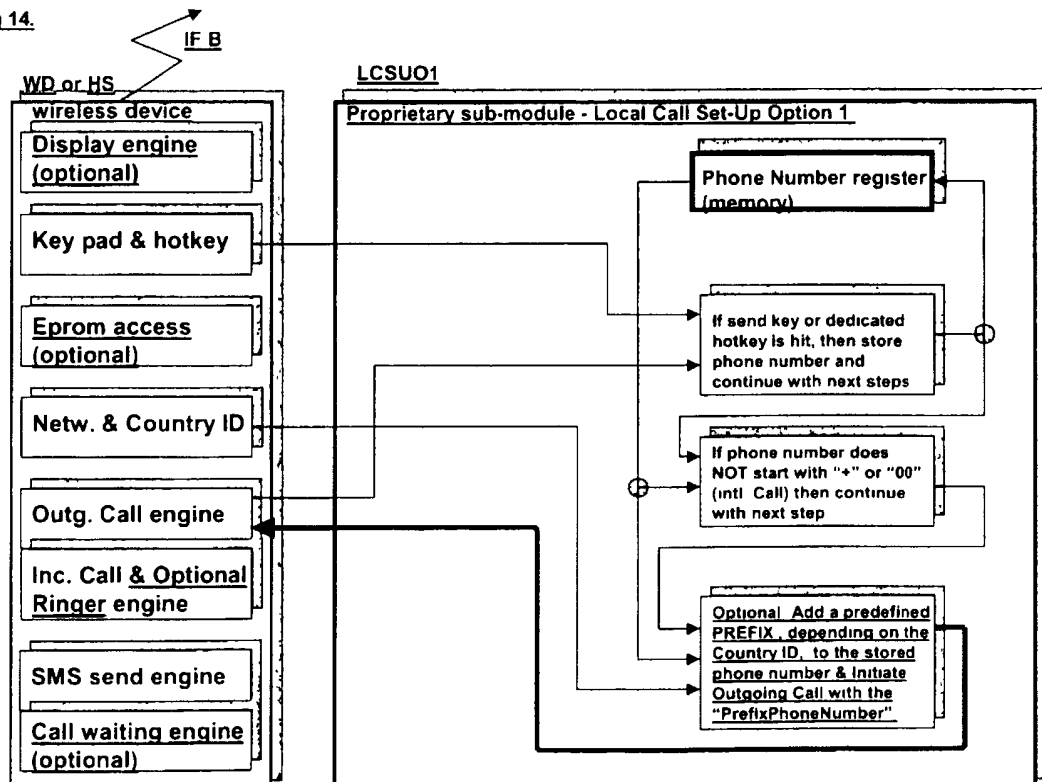 14.
IF B
WD or HS
wireless device
Display engine
(optional)
Key pad & hotkey
Eprom access
(optional)
Netw. & Country ID
Outg. Call engine
Inc. Call & Optional
Ringer engine
SMS send engine
Call waiting engine
(optional)
LCSUO1
Proprietary sub-module - Local Call Set-Up Option 1
Phone Number register
(memory)
If send key or dedicated
hotkey is hit, then store
phone number and
continue with next steps
If phone number does
NOT start with "+" or "00"
(intl Call) then continue
with next step
Optional Add a predefined
PREFIX , depending on the
Country ID, to the stored
phone number & Initiate
Outgoing Call with the
"PrefixPhoneNumber"